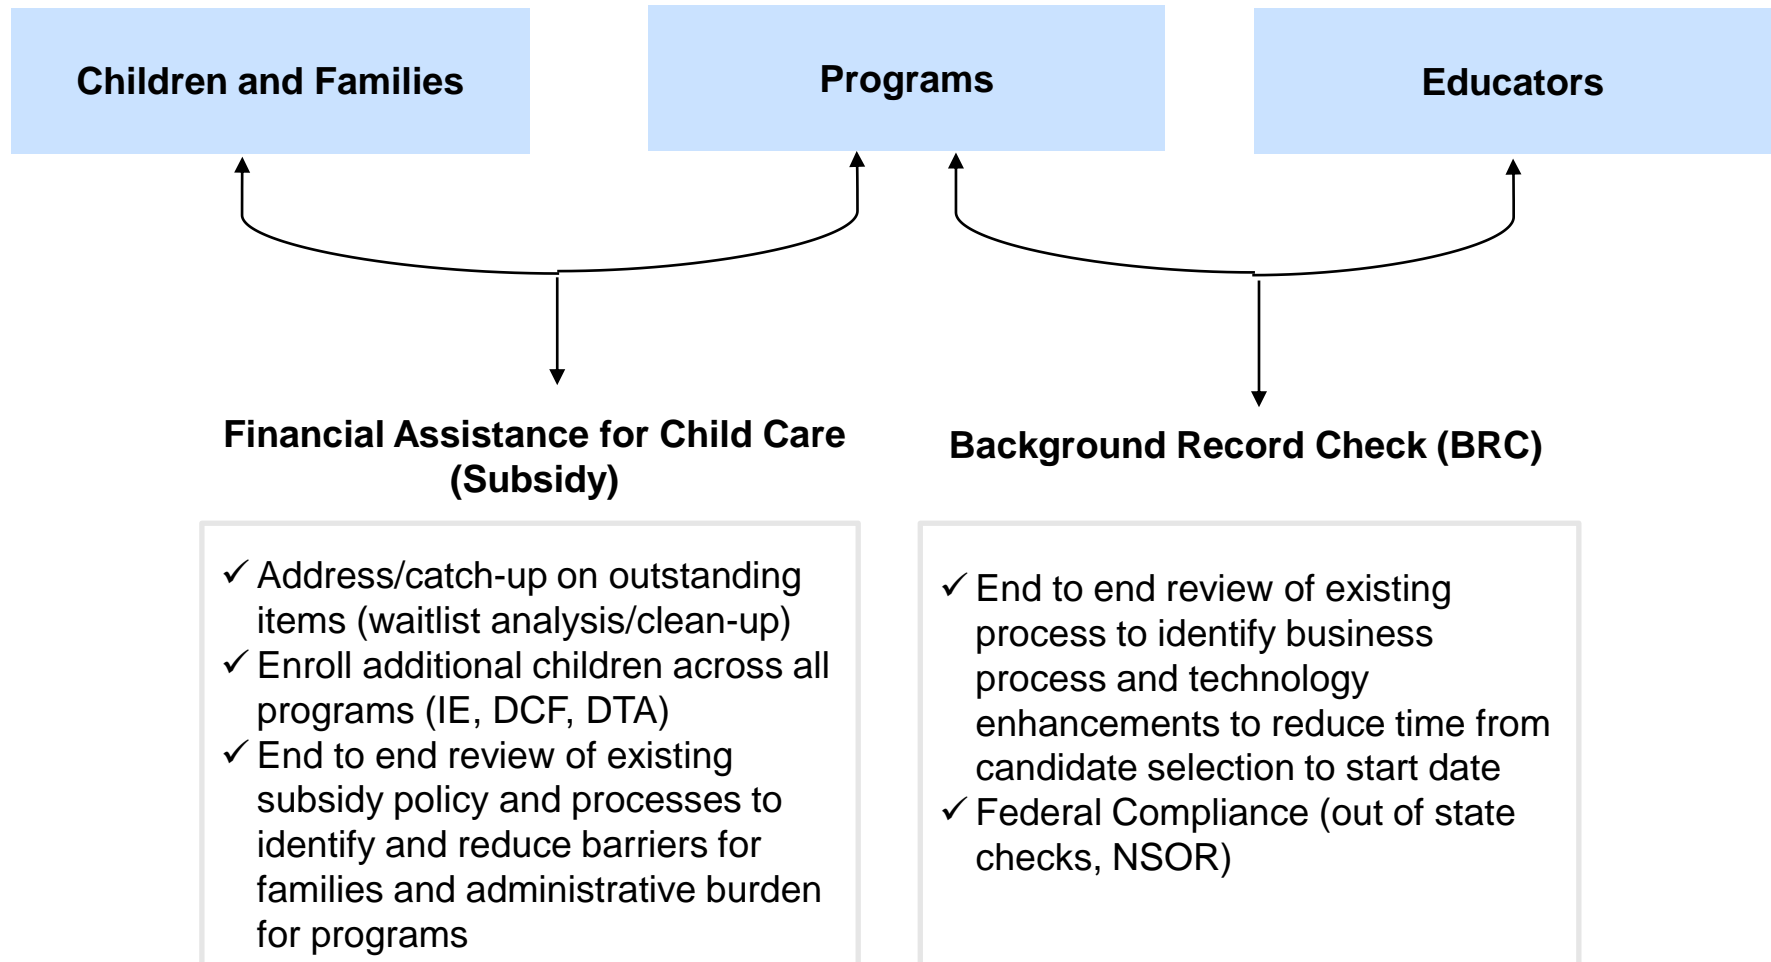 Children and Families
Programs
Educators
Financial Assistance for Child Care
(Subsidy)
✓ Address/catch-up on outstanding
items (waitlist analysis/clean-up)
✓ Enroll additional children across all
programs (IE, DCF, DTA)
✓ End to end review of existing
subsidy policy and processes to
identify and reduce barriers for
families and administrative burden
for programs
Background Record Check (BRC)
✓ End to end review of existing
process to identify business
process and technology
enhancements to reduce time from
candidate selection to start date
✓ Federal Compliance (out of state
checks, NSOR)